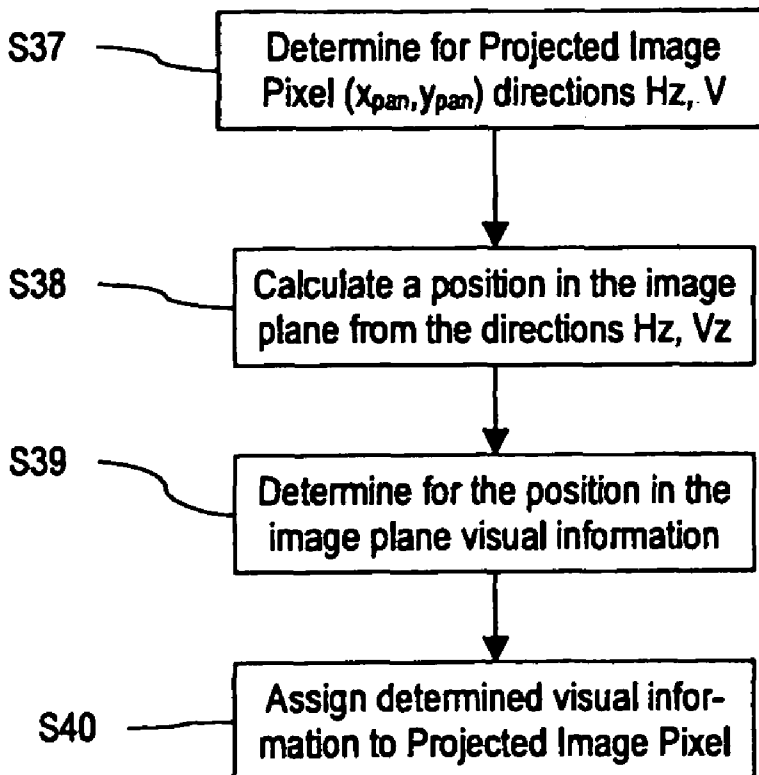 S37
Determine for Projected Image
Pixel (xpan,ypan) directions Hz, V
S38
Calculate a position in the image
plane from the directions Hz, Vz
S39
Determine for the position in the
image plane visual information
S40
Assign determined visual infor-
mation to Projected Image Pixel